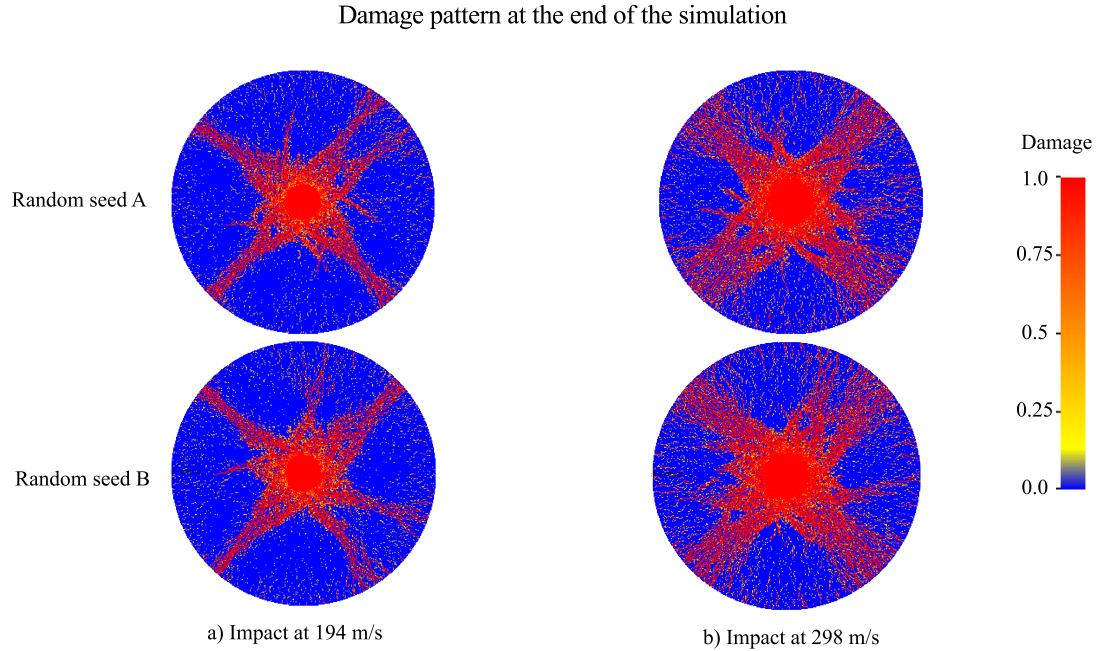 Damage pattern at the end of the simulation
Damage
Random seed A
1.0
0.75
0.5
0.25
0.0
Random seed B
a) Impact at 194 m/s
b) Impact at 298 m/s